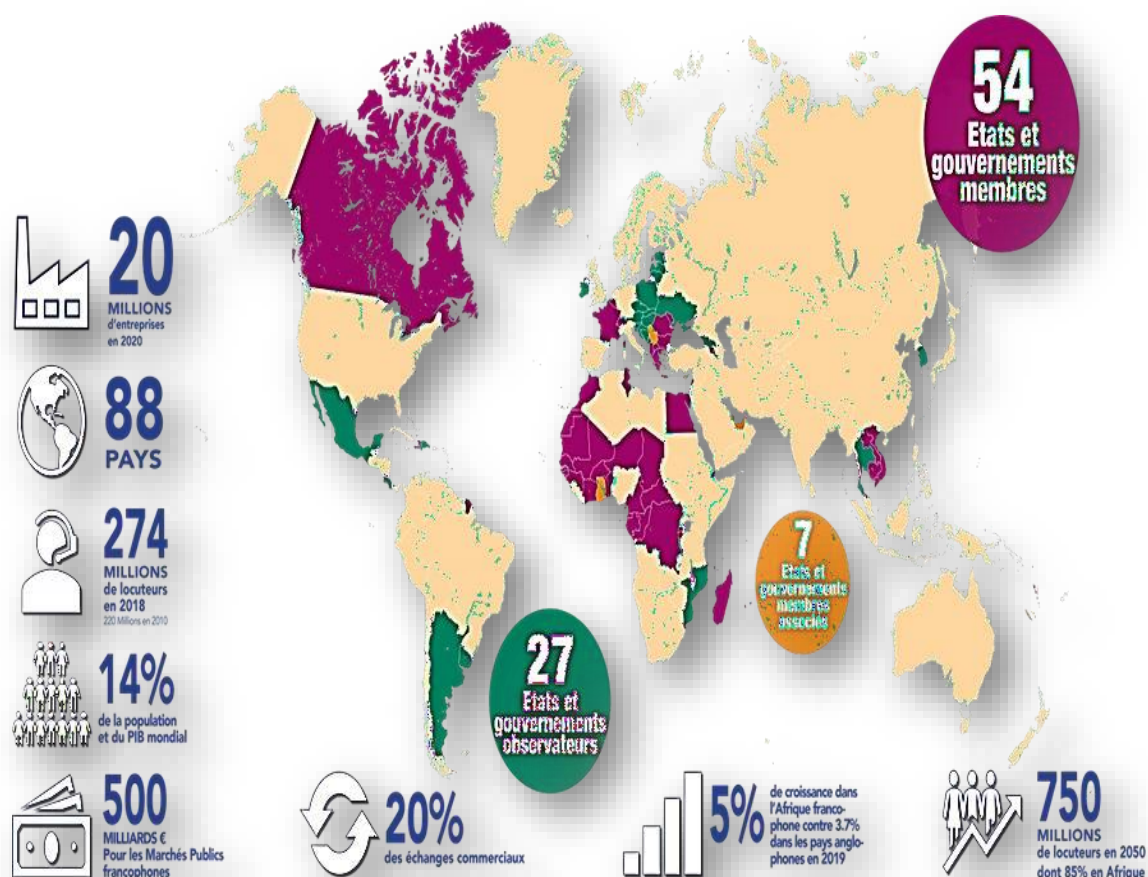 54
Etats et
gouvernements
membres
20
MILLIONS
d'entreprises
en 2020
88
PAYS
274
MILLIONS
de locuteurs
en 2018
220 Millions en 2010
14%
de la population
et du PIB mondial
500
MILLIARDS €
Pour les Marchés Publics
francophones
7
Etats et
gouvernements
membres
associés
27
Etats et
gouvernements
observateurs
20%
des échanges commerciaux
5%
de croissance dans
l'Afrique franco-
phone contre 3.7%
dans les pays anglo-
phones en 2019
750
MILLIONS
de locuteurs en 2050
dont 85% en Afrique